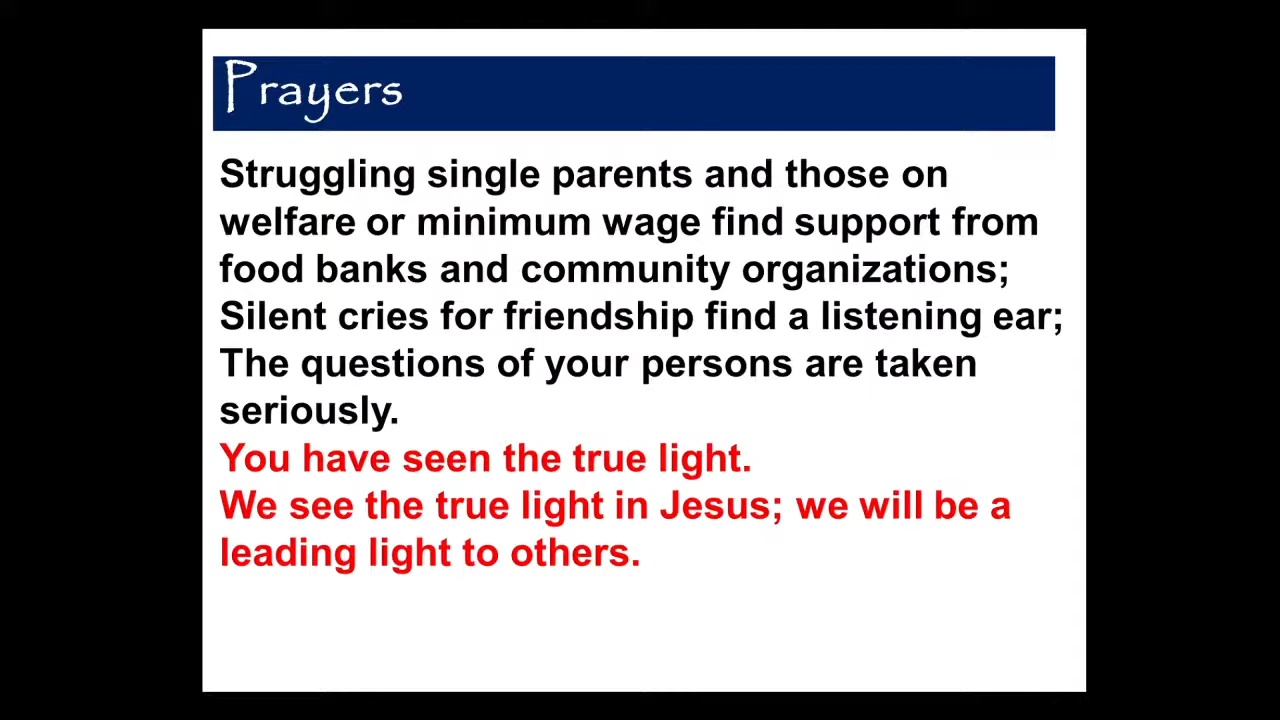 Prayers
Struggling single parents and those on
welfare or minimum wage find support from
food banks and community organizations;
Silent cries for friendship find a listening ear;
The questions of your persons are taken
seriously.
You have seen the true light.
We see the true light in Jesus; we will be a
leading light to others.